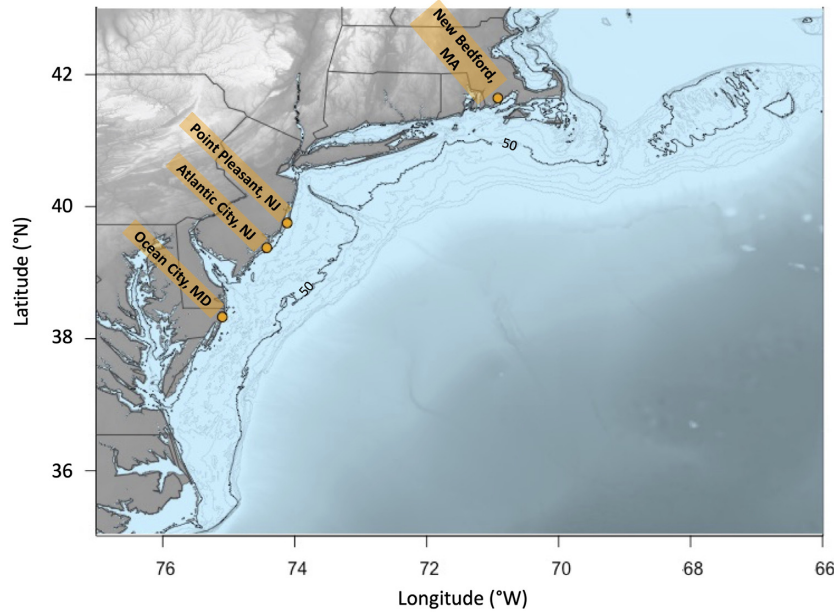 New Bedford,
MA
42
50
Point Pleasant, NJ
Atlantic City, NJ
40
Ocean City, MD
50
38
36
Latitude (°N)
76
74
72
70
68
66
Longitude (°W)